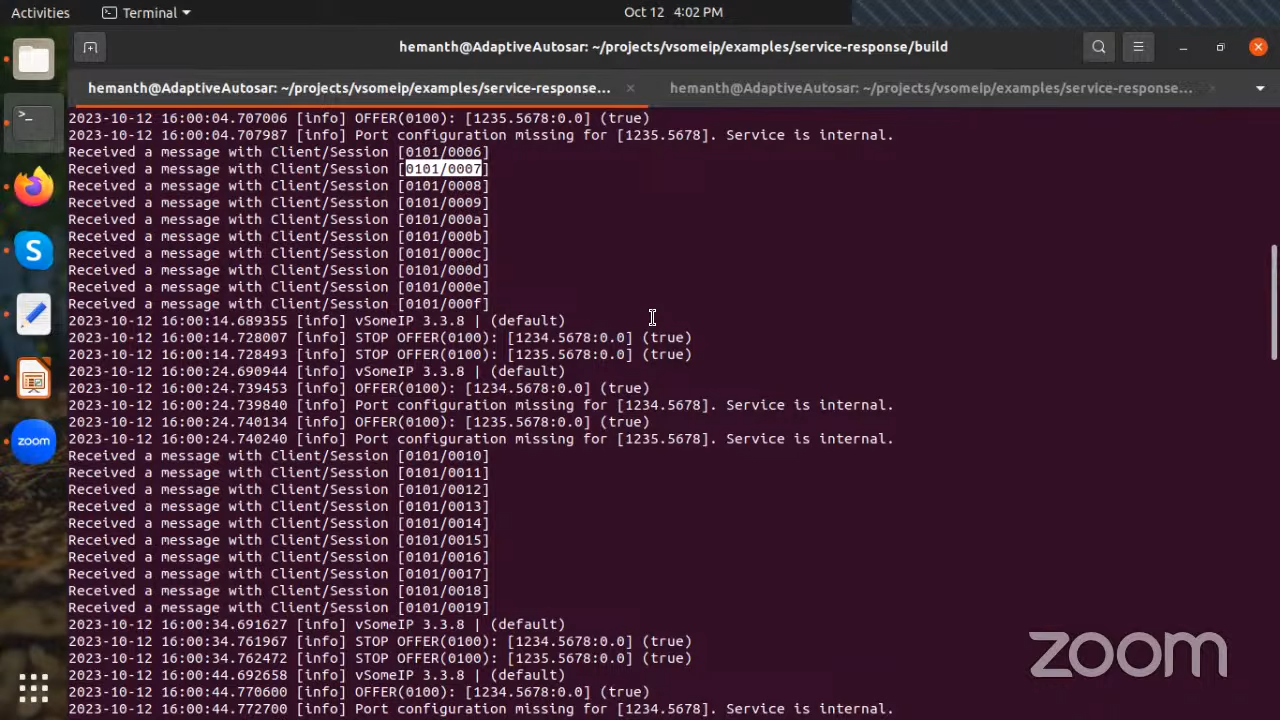 Activities
Terminal
Oct 12 4:02 PM
hemanth@AdaptiveAutosar: ~/projects/vsomeip/examples/service-response/build
hemanth@AdaptiveAutosar: ~/projects/vsomeip/examples/service-respons...
hemanth@AdaptiveAutosar: ~/projects/vsomeip/examples/service-response...
2023-10-12 16:00:04.707006 [info] OFFER(0100): [1235.5678:0.0] (true)
2023-10-12 16:00:04.707987 [info] Port configuration missing for [1235.5678]. Service is internal.
Received a message with Client/Session [0101/0006]
Received a message with Client/Session [0101/0007]
Received a message with Client/Session [0101/0008]
Received a message with Client/Session [0101/0009]
Received a message with Client/Session [0101/000a]
Received a message with Client/Session [0101/000b]
Received a message with Client/Session [0101/000c]
Received a message with Client/Session [0101/000d]
Received a message with Client/Session [0101/000e]
Received a message with Client/Session [0101/000f]
2023-10-12 16:00:14.689355 [info] vSomeIP 3.3.8 | (default)
2023-10-12 16:00:14.728007 [info] STOP OFFER(0100): [1234.5678:0.0] (true)
2023-10-12 16:00:14.728493 [info] STOP OFFER(0100): [1235.5678:0.0] (true)
2023-10-12 16:00:24.690944 [info] vSomeIP 3.3.8 | (default)
2023-10-12 16:00:24.739453 [info] OFFER(0100): [1234.5678:0.0] (true)
2023-10-12 16:00:24.739840 [info] Port configuration missing for [1234.5678]. Service is internal.
2023-10-12 16:00:24.740134 [info] OFFER(0100): [1235.5678:0.0] (true)
2023-10-12 16:00:24.740240 [info] Port configuration missing for [1235.5678]. Service is internal.
Received a message with Client/Session [0101/0010]
Received a message with Client/Session [0101/0011]
Received a message with Client/Session [0101/0012]
Received a message with Client/Session [0101/0013]
Received a message with Client/Session [0101/0014]
Received a message with Client/Session [0101/0015]
Received a message with Client/Session [0101/0016]
Received a message with Client/Session [0101/0017]
Received a message with Client/Session [0101/0018]
Received a message with Client/Session [0101/0019]
2023-10-12 16:00:34.691627 [info] vSomeIP 3.3.8 | (default)
2023-10-12 16:00:34.761967 [info] STOP OFFER(0100): [1234.5678:0.0] (true)
2023-10-12 16:00:34.762472 [info] STOP OFFER(0100): [1235.5678:0.0] (true)
2023-10-12 16:00:44.692658 [info] vSomeIP 3.3.8 | (default)
2023-10-12 16:00:44.770600 [info] OFFER(0100): [1234.5678:0.0] (true)
2023-10-12 16:00:44.772700 [info] Port configuration missing for [1234.5678]. Service is internal.
zoom
zoom